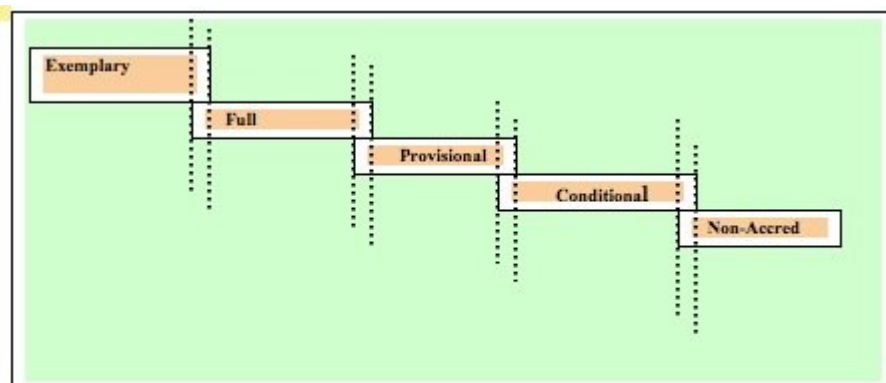 Exemplary
Full
Provisional
Conditional
Non-Accred